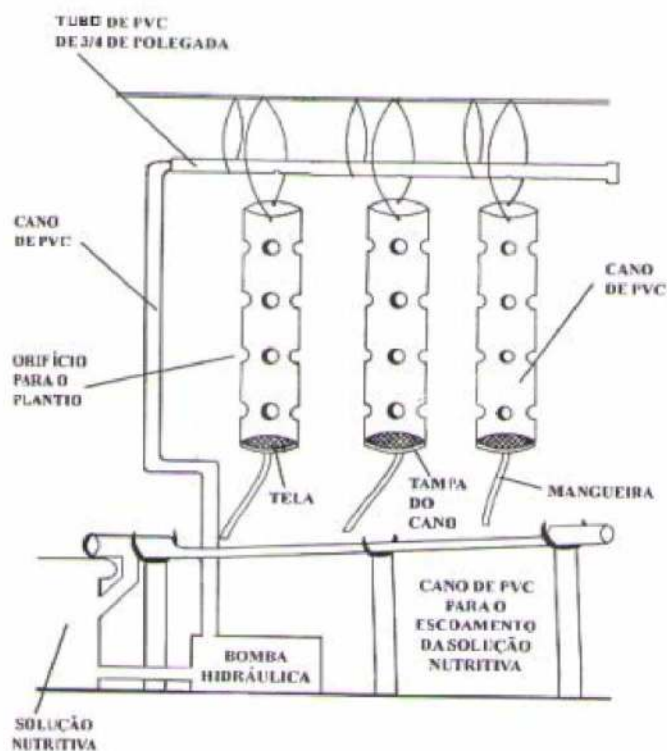 TUBO DE PVC
DE 3/4 DE POLEGADA
CANO
DE PVC
CANO
DE PVC
ORIFÍCIO
PARA O
PLANTIO
TELA
TAMPA
DO
CANO
MANGUEIRA
CANO DE PVC
PARA O
ESCOAMENTO
DA SOLUÇÃO
NUTRITIVA
BOMBA
HIDRÁULICA
SOLUÇÃO
NUTRITIVA